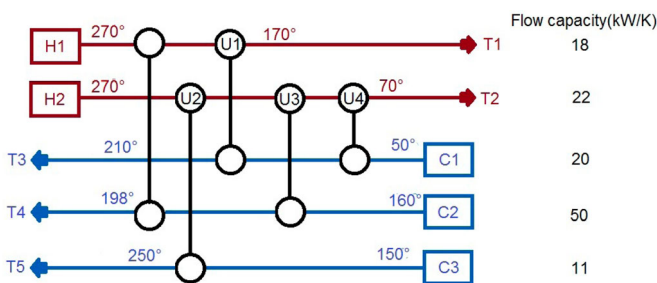 Flow capacity(kW/K)
H1 270° U1 170° T1 18
H2 270° U2 U3 U4 70° T2 22
T3 210° 50° C1 20
T4 198° 160° C2 50
T5 250° 150° C3 11